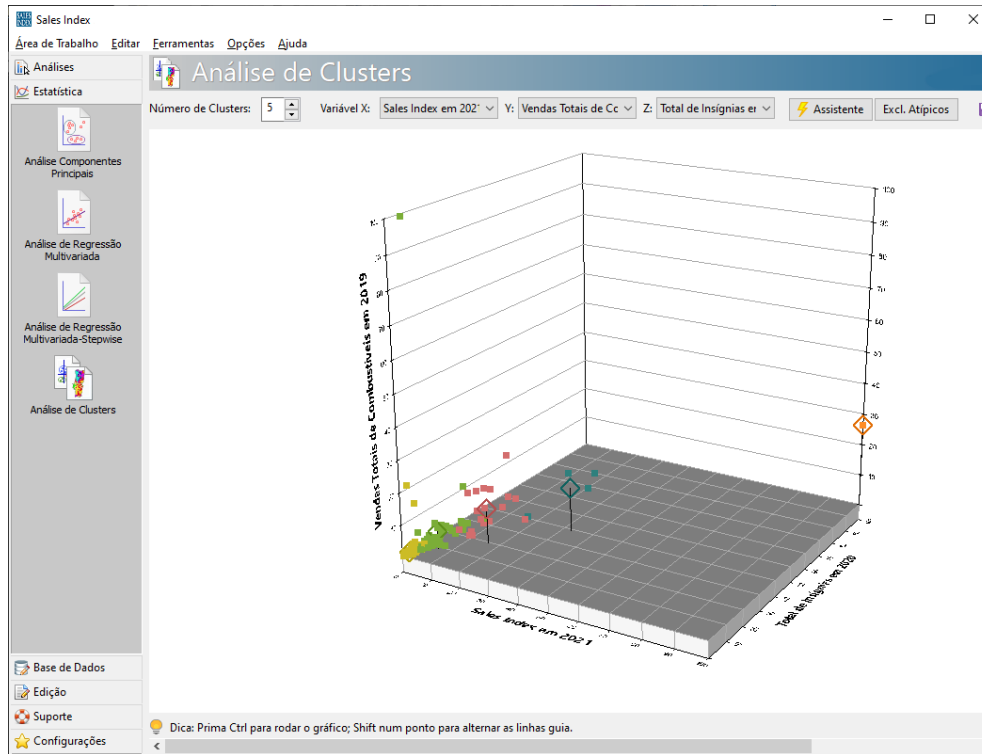 Sales Index
Área de Trabalho Editar Ferramentas Opções Ajuda
Análises
Estatística
Análise Componentes
Principais
Análise de Regressão
Multivariada
Análise de Regressão
Multivariada-Stepwise
Análise de Clusters
Base de Dados
Edição
Suporte
Configurações
Análise de Clusters
Número de Clusters: 5 Variável X: Sales Index em 202 Y: Vendas Totais de Cc Z: Total de Insígnias er Assistente Excl. Atípicos
Vendas Totais de Combustíveis em 2019
100
90
80
70
60
50
40
30
20
10
Sales Index em 2021
Total de Insígnias em 2020
Dica: Prima Ctrl para rodar o gráfico; Shift num ponto para alternar as linhas guia.